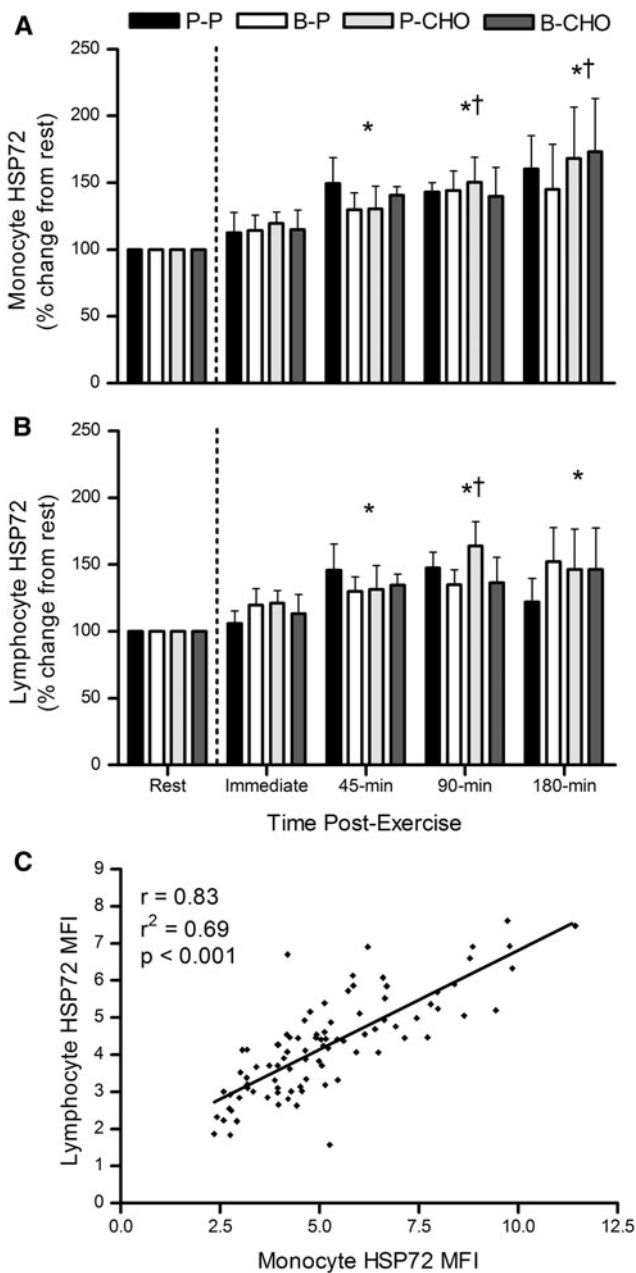 A
P-P B-P P-CHO B-CHO
Monocyte HSP72
(% change from rest)
250
200
150
100
50
0
*
*†
*†
B
Lymphocyte HSP72
(% change from rest)
250
200
150
100
50
0
*
*†
*
Rest Immediate 45-min 90-min 180-min
Time Post-Exercise
C
r = 0.83
r² = 0.69
p < 0.001
Lymphocyte HSP72 MFI
9
8
7
6
5
4
3
2
1
0
0.0 2.5 5.0 7.5 10.0 12.5
Monocyte HSP72 MFI